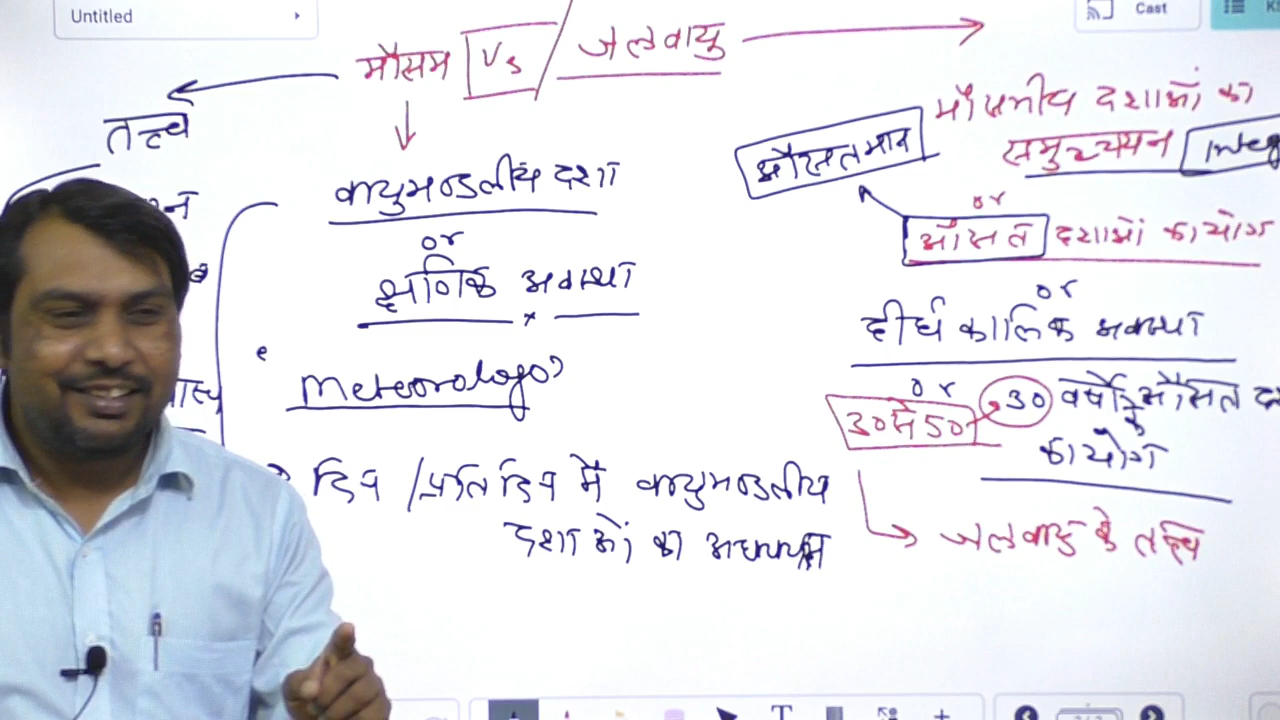 Untitled
Cast
मौसम Vs / जलवायु
तत्त्व
वायुमण्डलीय दशा
or
क्षणिक अवस्था
Meteorology
दिन / प्रतिदिन में वायुमण्डलीय
दशाओं का अध्ययन
मौसमीय दशाओं का
समुच्चयन
औसतमान
or
औसत दशाओं का योग
or
दीर्घ कालिक अवस्था
or
30 से 50
30 वर्षों के औसत
का योग
जलवायु के तत्त्व
T